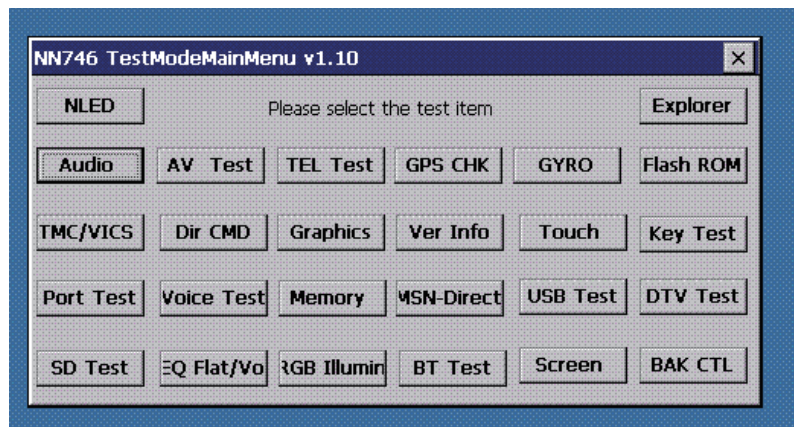 NN746 TestModeMainMenu v1.10
NLED Please select the test item Explorer
Audio AV Test TEL Test GPS CHK GYRO Flash ROM
TMC/VICS Dir CMD Graphics Ver Info Touch Key Test
Port Test Voice Test Memory MSN-Direct USB Test DTV Test
SD Test EQ Flat/Vo RGB Illumin BT Test Screen BAK CTL